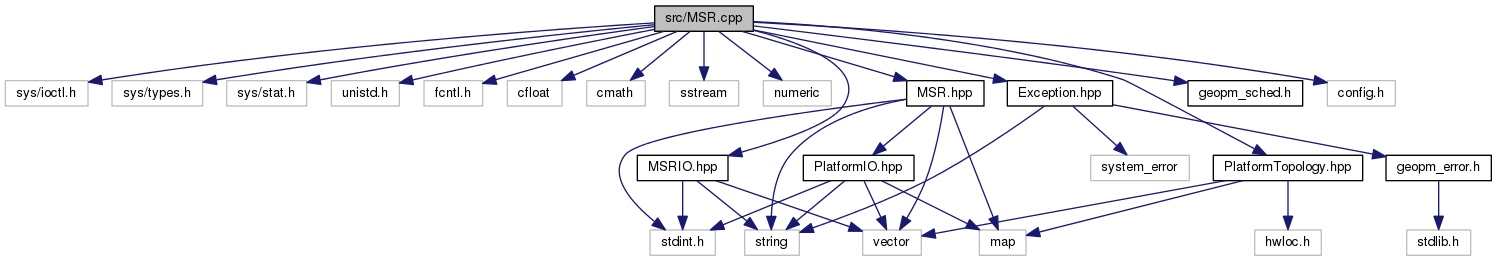 src/MSR.cpp
sys/ioctl.h
sys/types.h
sys/stat.h
unistd.h
fcntl.h
cfloat
cmath
sstream
numeric
MSR.hpp
Exception.hpp
geopm_sched.h
config.h
MSRIO.hpp
PlatformIO.hpp
system_error
PlatformTopology.hpp
geopm_error.h
stdint.h
string
vector
map
hwloc.h
stdlib.h